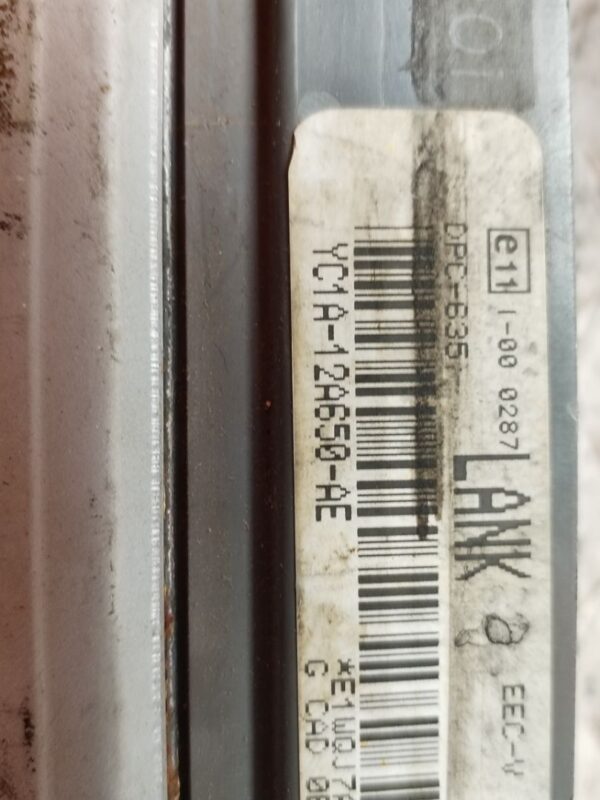 e11 I-00 0287
LANK
EEC-V
DPC-635
YC1A-12A650-AE
*E1WQJ7
G CAD